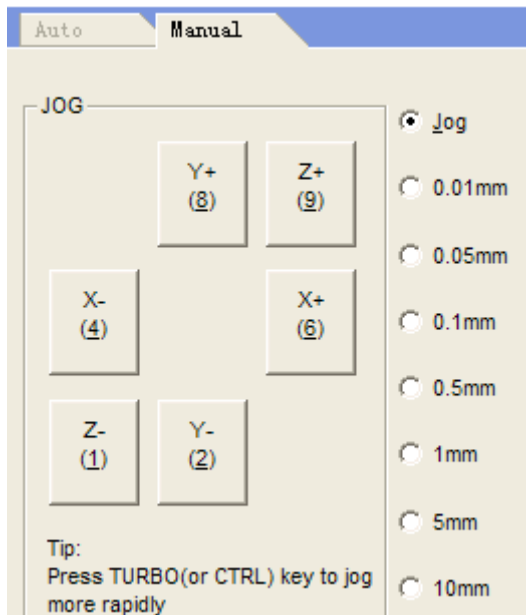 Auto
Manual
JOG
Y+
(8)
Z+
(9)
X-
(4)
X+
(6)
Z-
(1)
Y-
(2)
Tip:
Press TURBO(or CTRL) key to jog
more rapidly
Jog
0.01mm
0.05mm
0.1mm
0.5mm
1mm
5mm
10mm